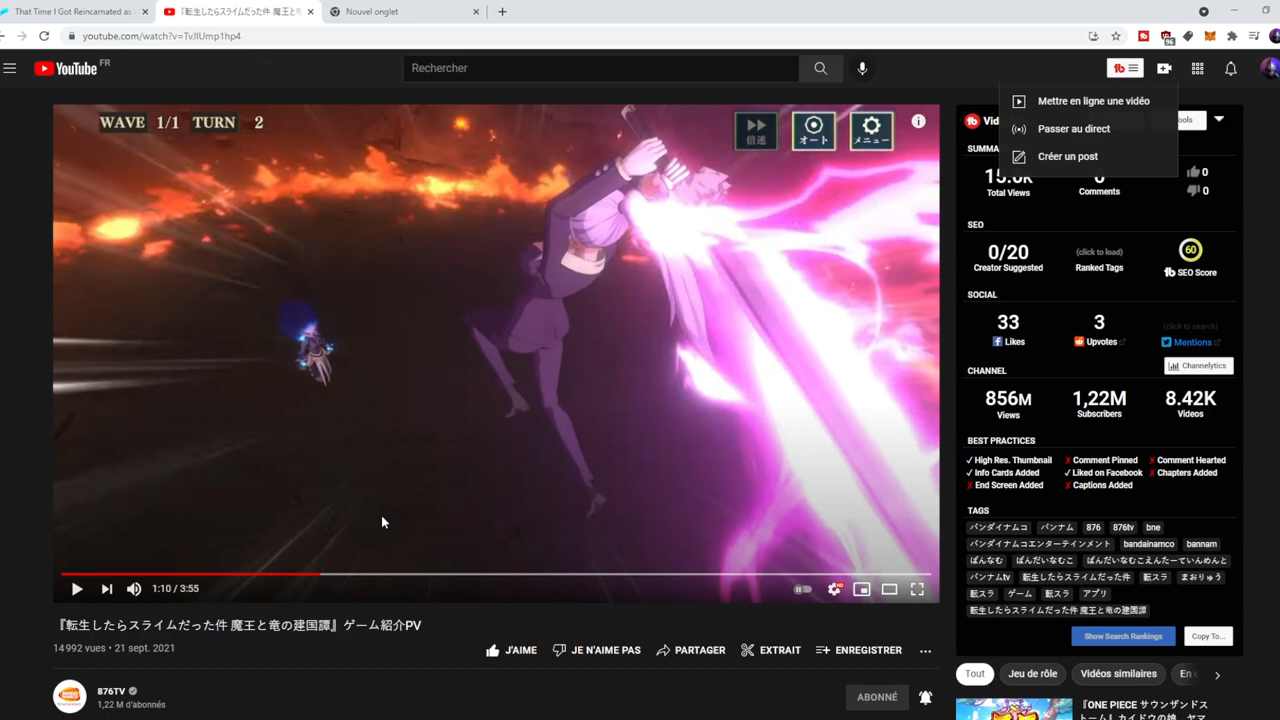 That Time I Got Reincarnated as
『転生したらスライムだった件 魔王と
Nouvel onglet
youtube.com/watch?v=TvJIUmp1hp4
96
YouTube FR
Rechercher
Mettre en ligne une vidéo
Passer au direct
Créer un post
WAVE 1/1 TURN 2
倍速
オート
メニュー
Vid
ools
SUMMA
0
0
Total Views
Comments
0
SEO
0/20
(click to load)
60
Creator Suggested
Ranked Tags
SEO Score
SOCIAL
33
3
(click to search)
Likes
Upvotes
Mentions
CHANNEL
Channelytics
856M
1,22M
8.42K
Views
Subscribers
Videos
BEST PRACTICES
✓ High Res. Thumbnail
✗ Comment Pinned
✗ Comment Hearted
✓ Info Cards Added
✓ Liked on Facebook
✗ Chapters Added
✗ End Screen Added
✗ Captions Added
TAGS
バンダイナムコ バンナム 876 876tv bne
バンダイナムコエンターテインメント bandainamco bannam
ばんなむ ばんだいなむこ ばんだいなむこえんたーていんめんと
バンナムtv 転生したらスライムだった件 転スラ まおりゅう
転スラ ゲーム 転スラ アプリ
転生したらスライムだった件 魔王と竜の建国譚
Show Search Rankings
Copy To...
1:10 / 3:55
HD
『転生したらスライムだった件 魔王と竜の建国譚』ゲーム紹介PV
14 992 vues • 21 sept. 2021
J'AIME
JE N'AIME PAS
PARTAGER
EXTRAIT
ENREGISTRER
876TV
1,22 M d'abonnés
ABONNÉ
Tout
Jeu de rôle
Vidéos similaires
En
『ONE PIECE サウザンドス
トーム』カイドウの娘、ヤマ